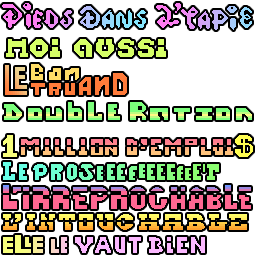 PiEDS DANS L'TAPiE
MOi AUSSi
LE BON TRUAND
DOUBLE RATiON
1 MILLION D'EMPLOIS
LE PROSEEEEEEEEET
L'IRREPROCHABLE
L'INTOUCHABLE
ELLE LE VAUT BIEN